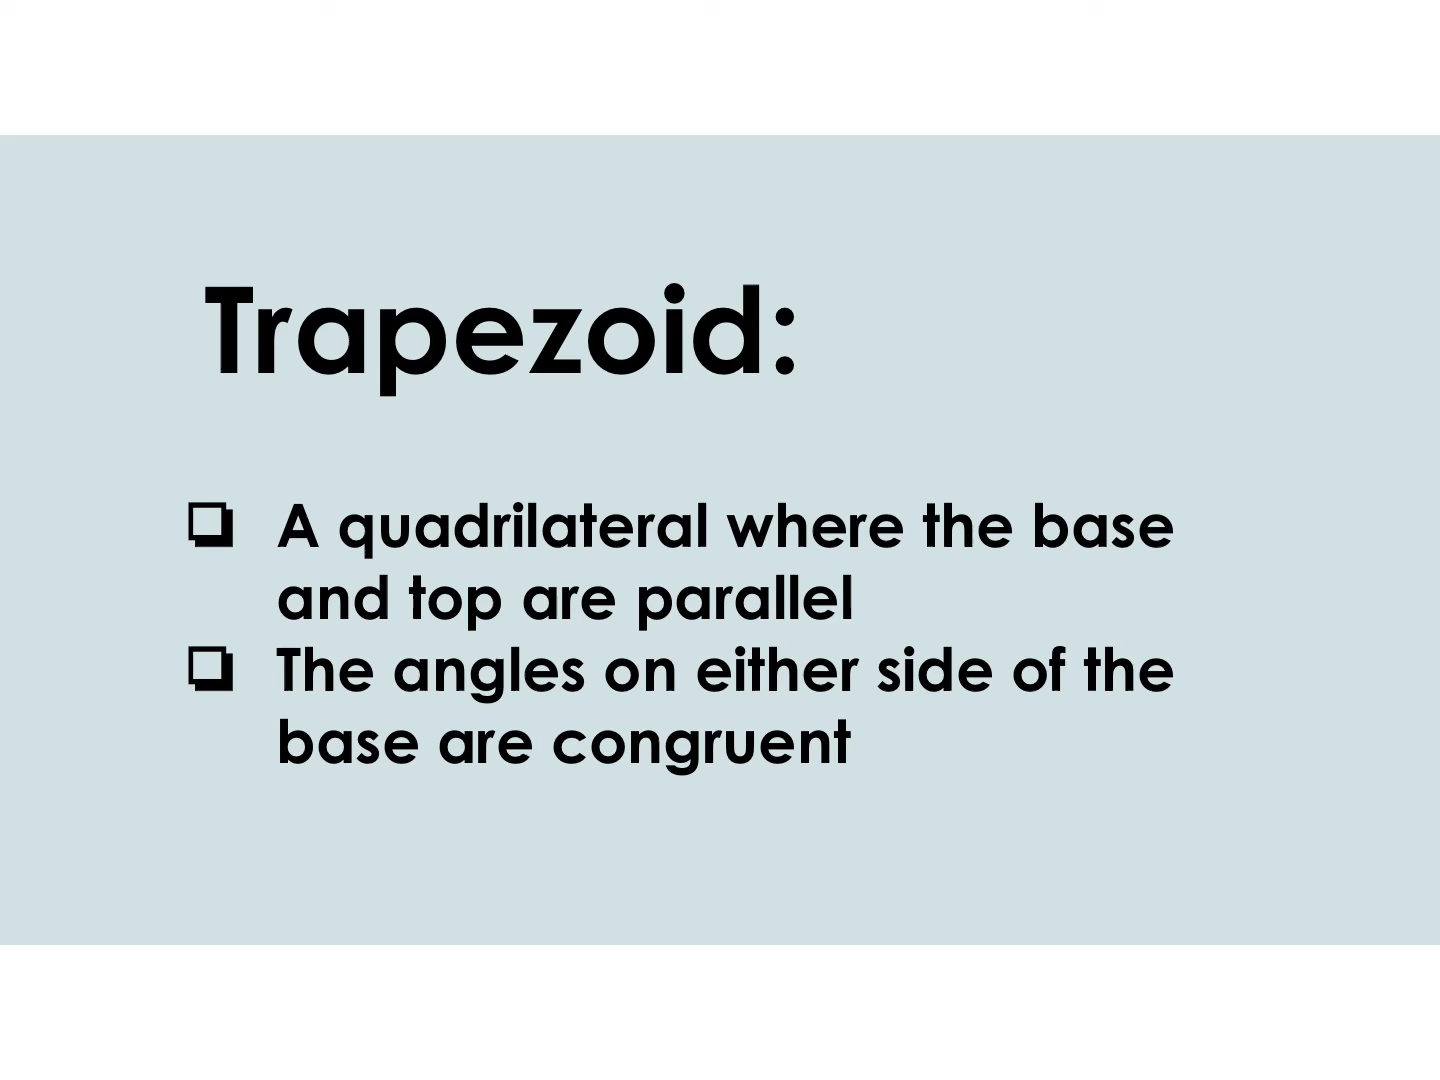 Trapezoid:
❏ A quadrilateral where the base
and top are parallel
❏ The angles on either side of the
base are congruent